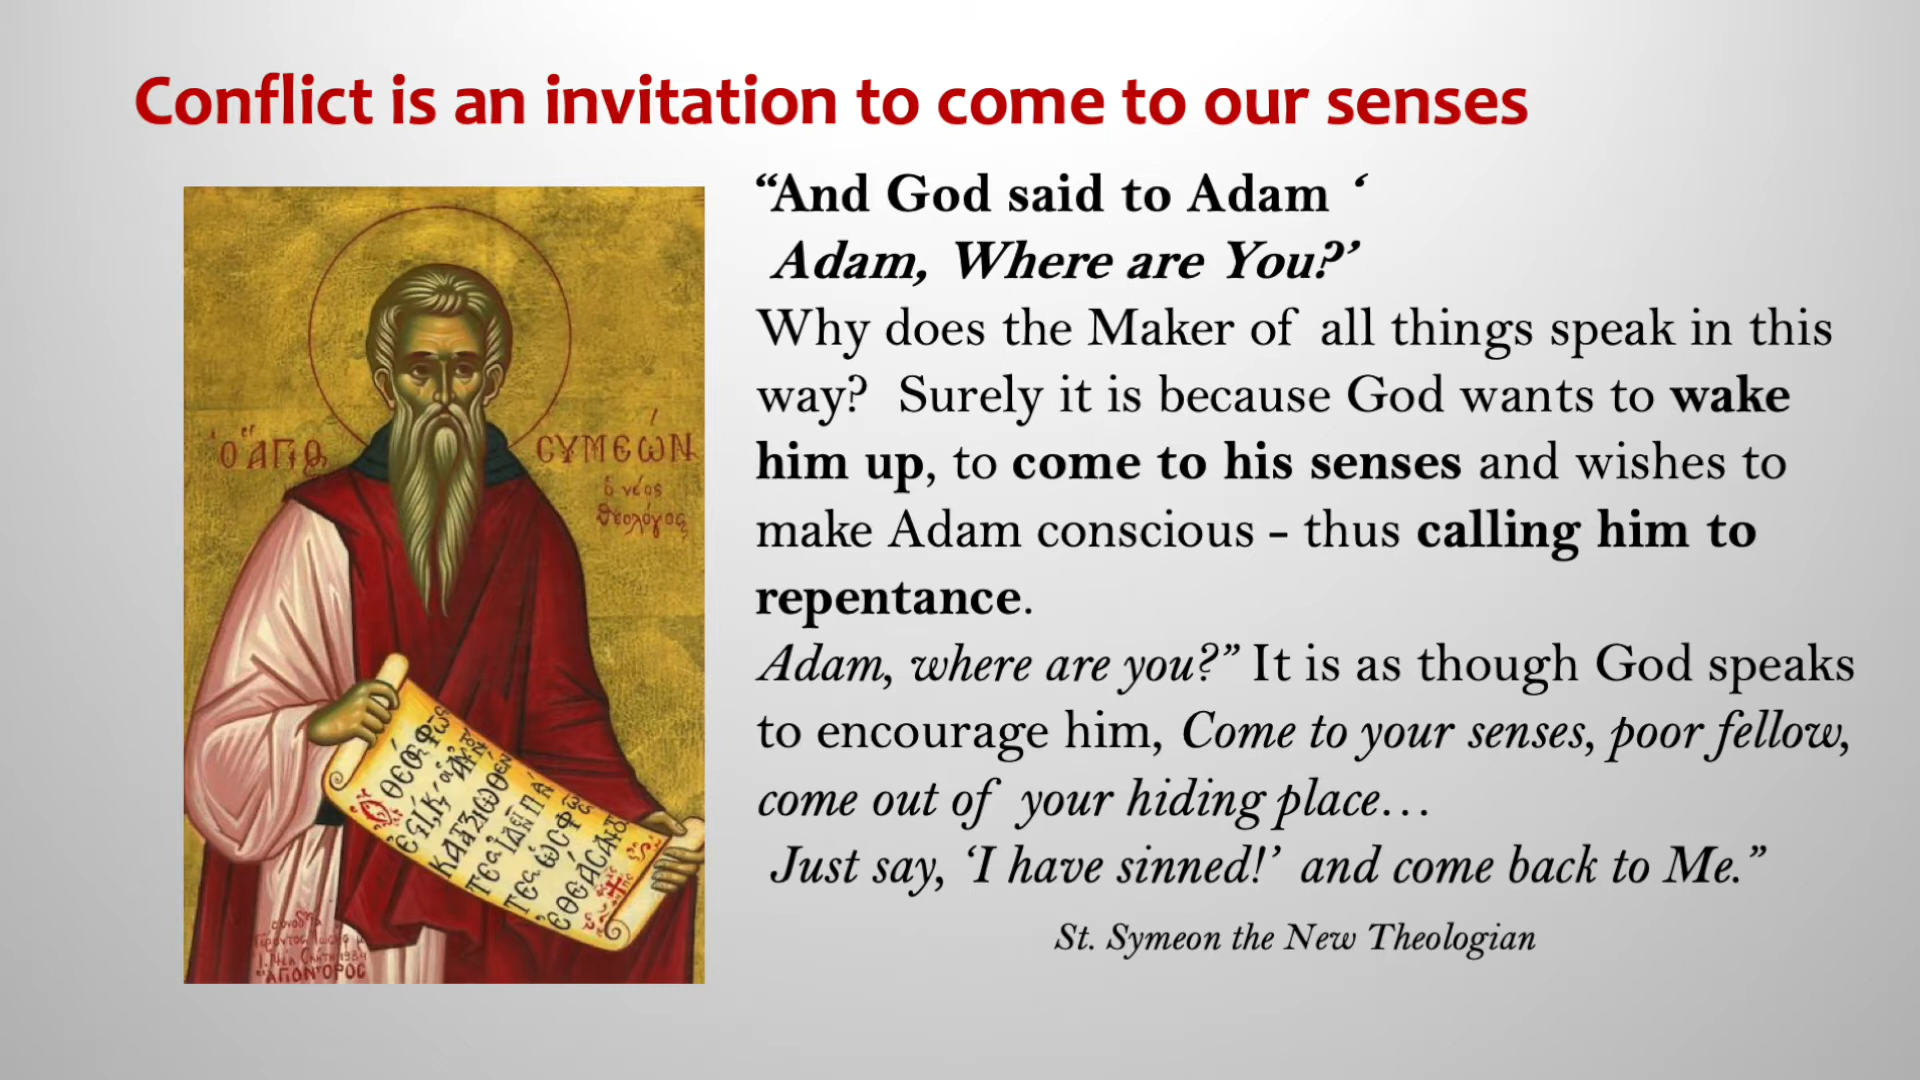 Conflict is an invitation to come to our senses
“And God said to Adam ‘
Adam, Where are You?’
Why does the Maker of all things speak in this
way? Surely it is because God wants to wake
him up, to come to his senses and wishes to
make Adam conscious – thus calling him to
repentance.
Adam, where are you?” It is as though God speaks
to encourage him, Come to your senses, poor fellow,
come out of your hiding place…
Just say, ‘I have sinned!’ and come back to Me.”
St. Symeon the New Theologian
ὁ ἅγιος
CΥΜΕΏΝ
ὁ νέος
θεολόγος
ἉΓΙΟΝ ὌΡΟC